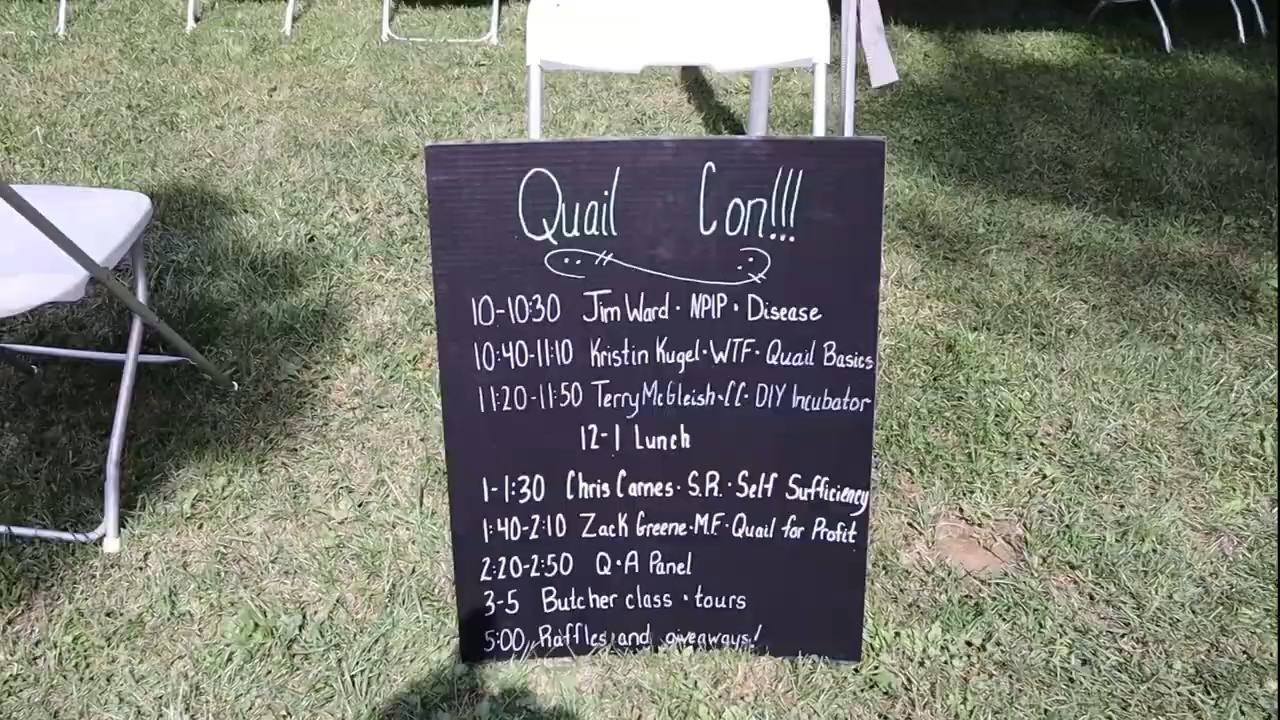 Quail Con!!!
10-10:30 Jim Ward · NPIP · Disease
10:40-11:10 Kristin Kugel · WTF · Quail Basics
11:20-11:50 Terry McGleish · CC · DIY Incubator
12-1 Lunch
1-1:30 Chris Carnes · S.R. · Self Sufficiency
1:40-2:10 Zack Greene · M.F · Quail for Profit
2:20-2:50 Q·A Panel
3-5 Butcher class · tours
5:00 Raffles and giveaways!